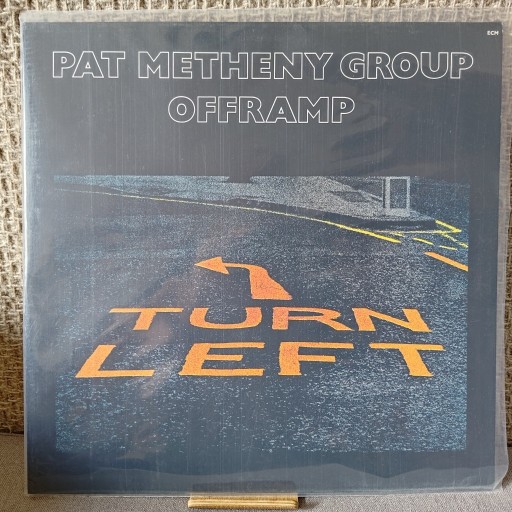 ECM
PAT METHENY GROUP
OFFRAMP
TURN
LEFT